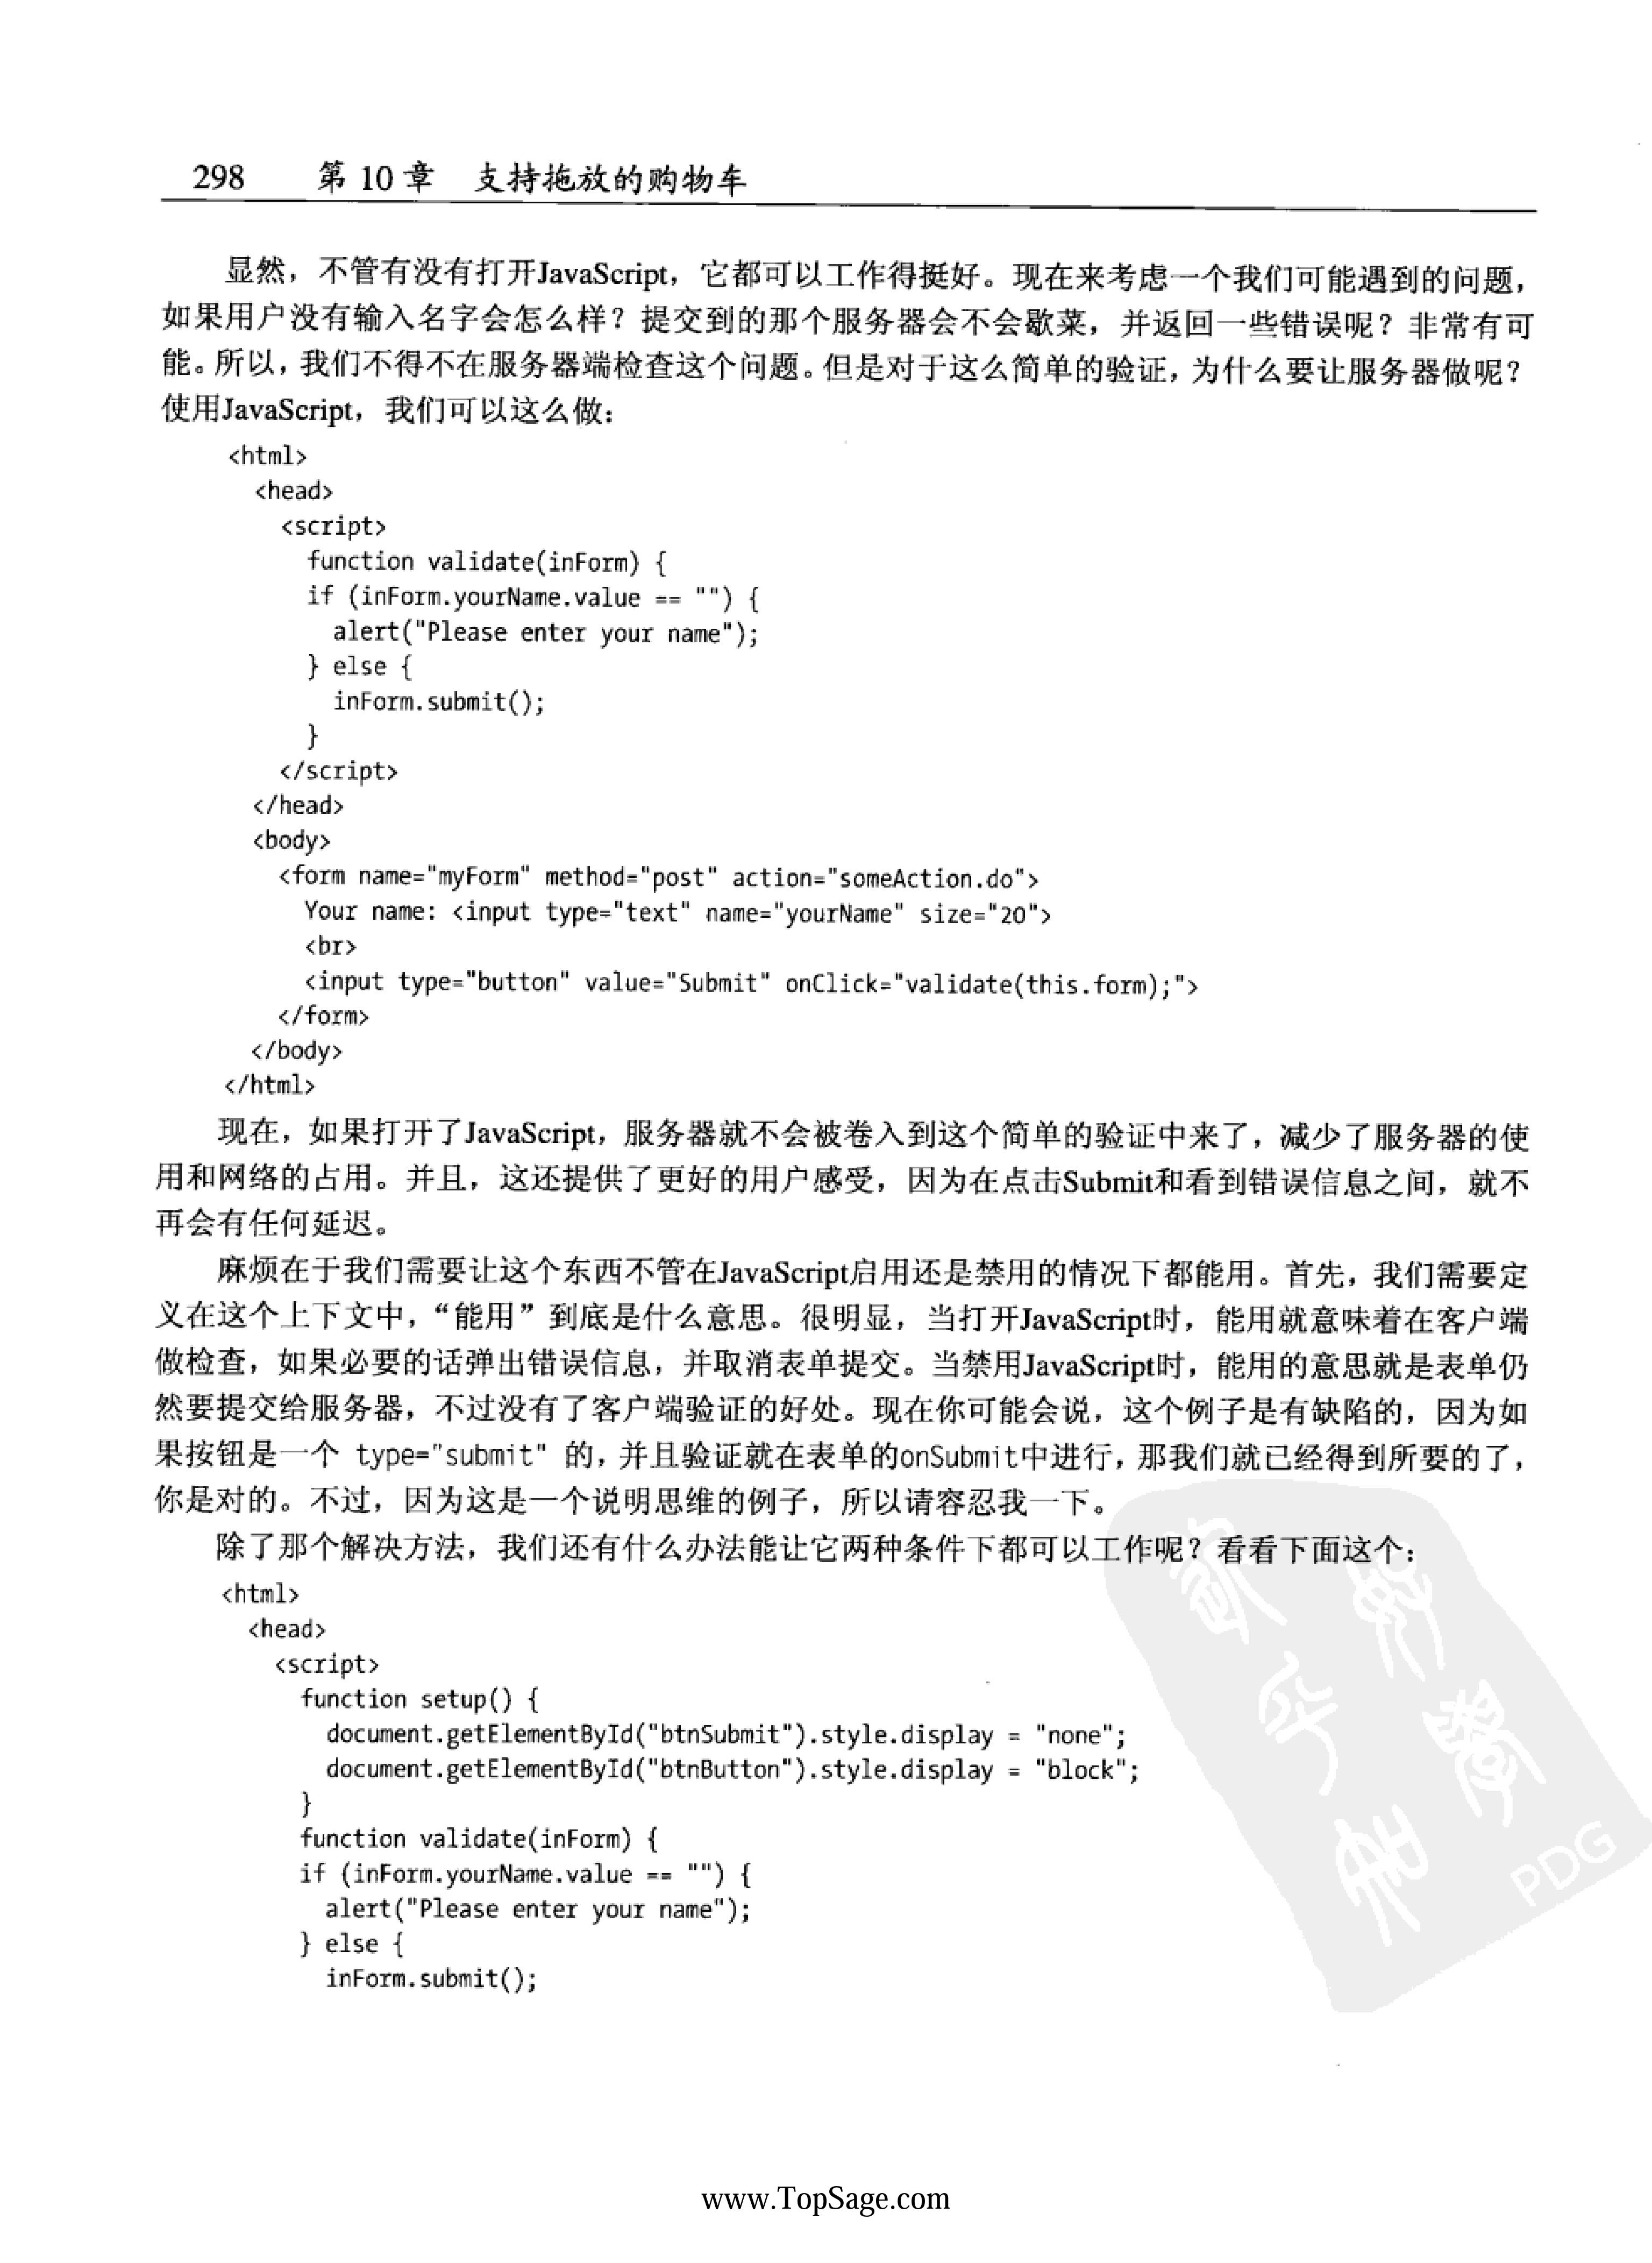 298 第 10 章 支持拖放的购物车
显然，不管有没有打开JavaScript，它都可以工作得挺好。现在来考虑一个我们可能遇到的问题，
如果用户没有输入名字会怎么样？提交到的那个服务器会不会歇菜，并返回一些错误呢？非常有可
能。所以，我们不得不在服务器端检查这个问题。但是对于这么简单的验证，为什么要让服务器做呢？
使用JavaScript，我们可以这么做：
<html>
<head>
<script>
function validate(inForm) {
if (inForm.yourName.value == "") {
alert("Please enter your name");
} else {
inForm.submit();
}
</script>
</head>
<body>
<form name="myForm" method="post" action="someAction.do">
Your name: <input type="text" name="yourName" size="20">
<br>
<input type="button" value="Submit" onClick="validate(this.form);">
</form>
</body>
</html>
现在，如果打开了JavaScript，服务器就不会被卷入到这个简单的验证中来了，减少了服务器的使
用和网络的占用。并且，这还提供了更好的用户感受，因为在点击Submit和看到错误信息之间，就不
再会有任何延迟。
麻烦在于我们需要让这个东西不管在JavaScript启用还是禁用的情况下都能用。首先，我们需要定
义在这个上下文中，“能用”到底是什么意思。很明显，当打开JavaScript时，能用就意味着在客户端
做检查，如果必要的话弹出错误信息，并取消表单提交。当禁用JavaScript时，能用的意思就是表单仍
然要提交给服务器，不过没有了客户端验证的好处。现在你可能会说，这个例子是有缺陷的，因为如
果按钮是一个 type="submit" 的，并且验证就在表单的onSubmit中进行，那我们就已经得到所要的了，
你是对的。不过，因为这是一个说明思维的例子，所以请容忍我一下。
除了那个解决方法，我们还有什么办法能让它两种条件下都可以工作呢？看看下面这个：
<html>
<head>
<script>
function setup() {
document.getElementById("btnSubmit").style.display = "none";
document.getElementById("btnButton").style.display = "block";
}
function validate(inForm) {
if (inForm.yourName.value == "") {
alert("Please enter your name");
} else {
inForm.submit();
PDG
www.TopSage.com